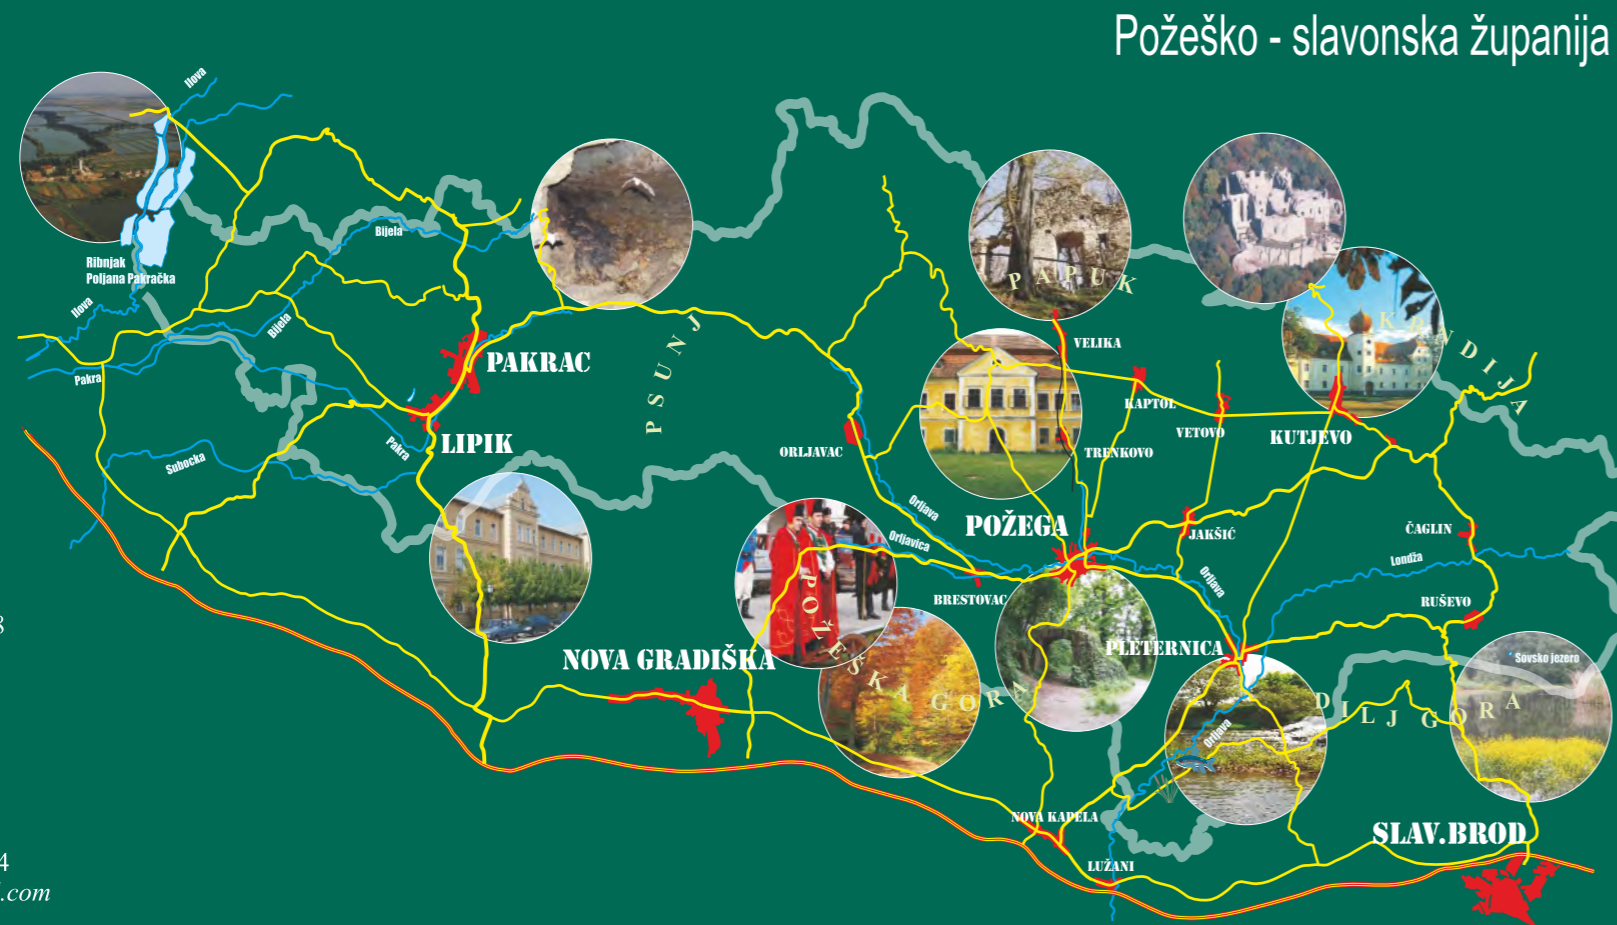 Požeško - slavonska županija
Ilova
Bijela
Ribnjak
Poljana Pakračka
Ilova
Bijela
Pakra
PAKRAC
LIPIK
Pakra
Subocka
PSUNJ
PAPUK
KRNDIJA
VELIKA
KAPTOL
VETOVO
KUTJEVO
TRENKOVO
ORLJAVAC
Orljava
Orljavica
POŽEGA
JAKŠIĆ
ČAGLIN
Londža
BRESTOVAC
Orljava
RUŠEVO
PLETERNICA
NOVA GRADIŠKA
POŽEŠKA GORA
Sovsko jezero
DILJ GORA
Orljava
NOVA KAPELA
LUŽANI
SLAV.BROD
8
4
.com